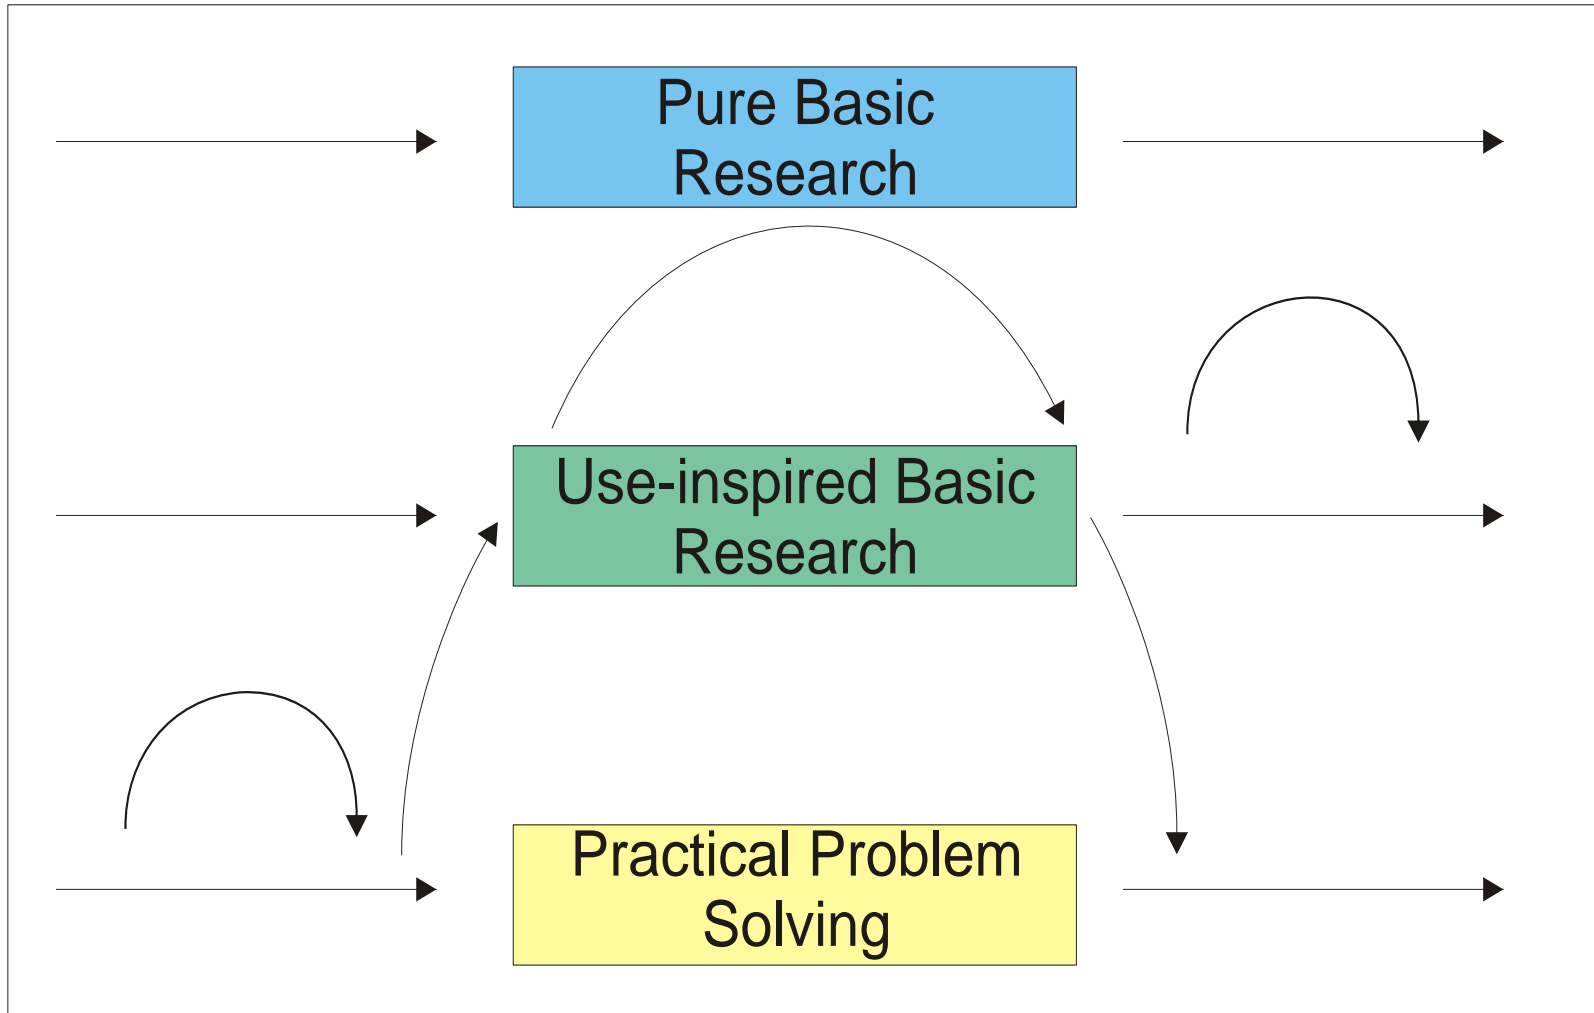 Pure Basic
Research
Use-inspired Basic
Research
Practical Problem
Solving